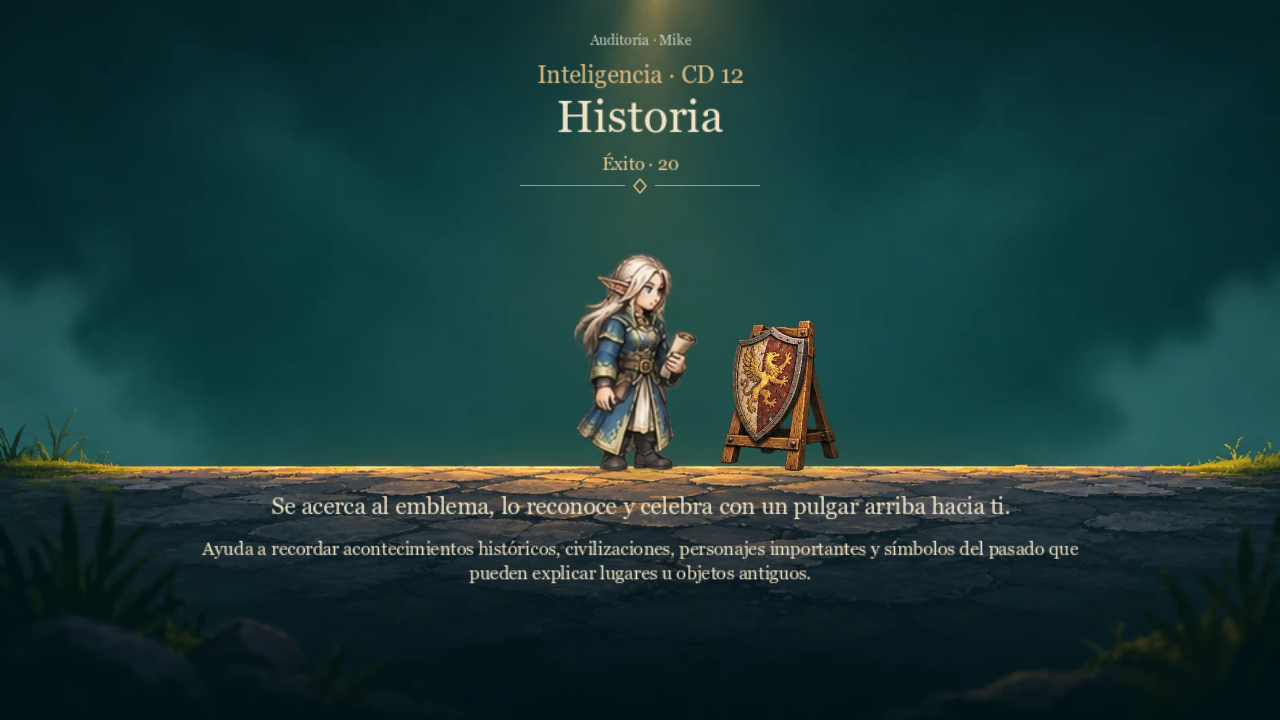 Auditoría · Mike
Inteligencia · CD 12
Historia
Éxito · 20
Se acerca al emblema, lo reconoce y celebra con un pulgar arriba hacia ti.
Ayuda a recordar acontecimientos históricos, civilizaciones, personajes importantes y símbolos del pasado que
pueden explicar lugares u objetos antiguos.